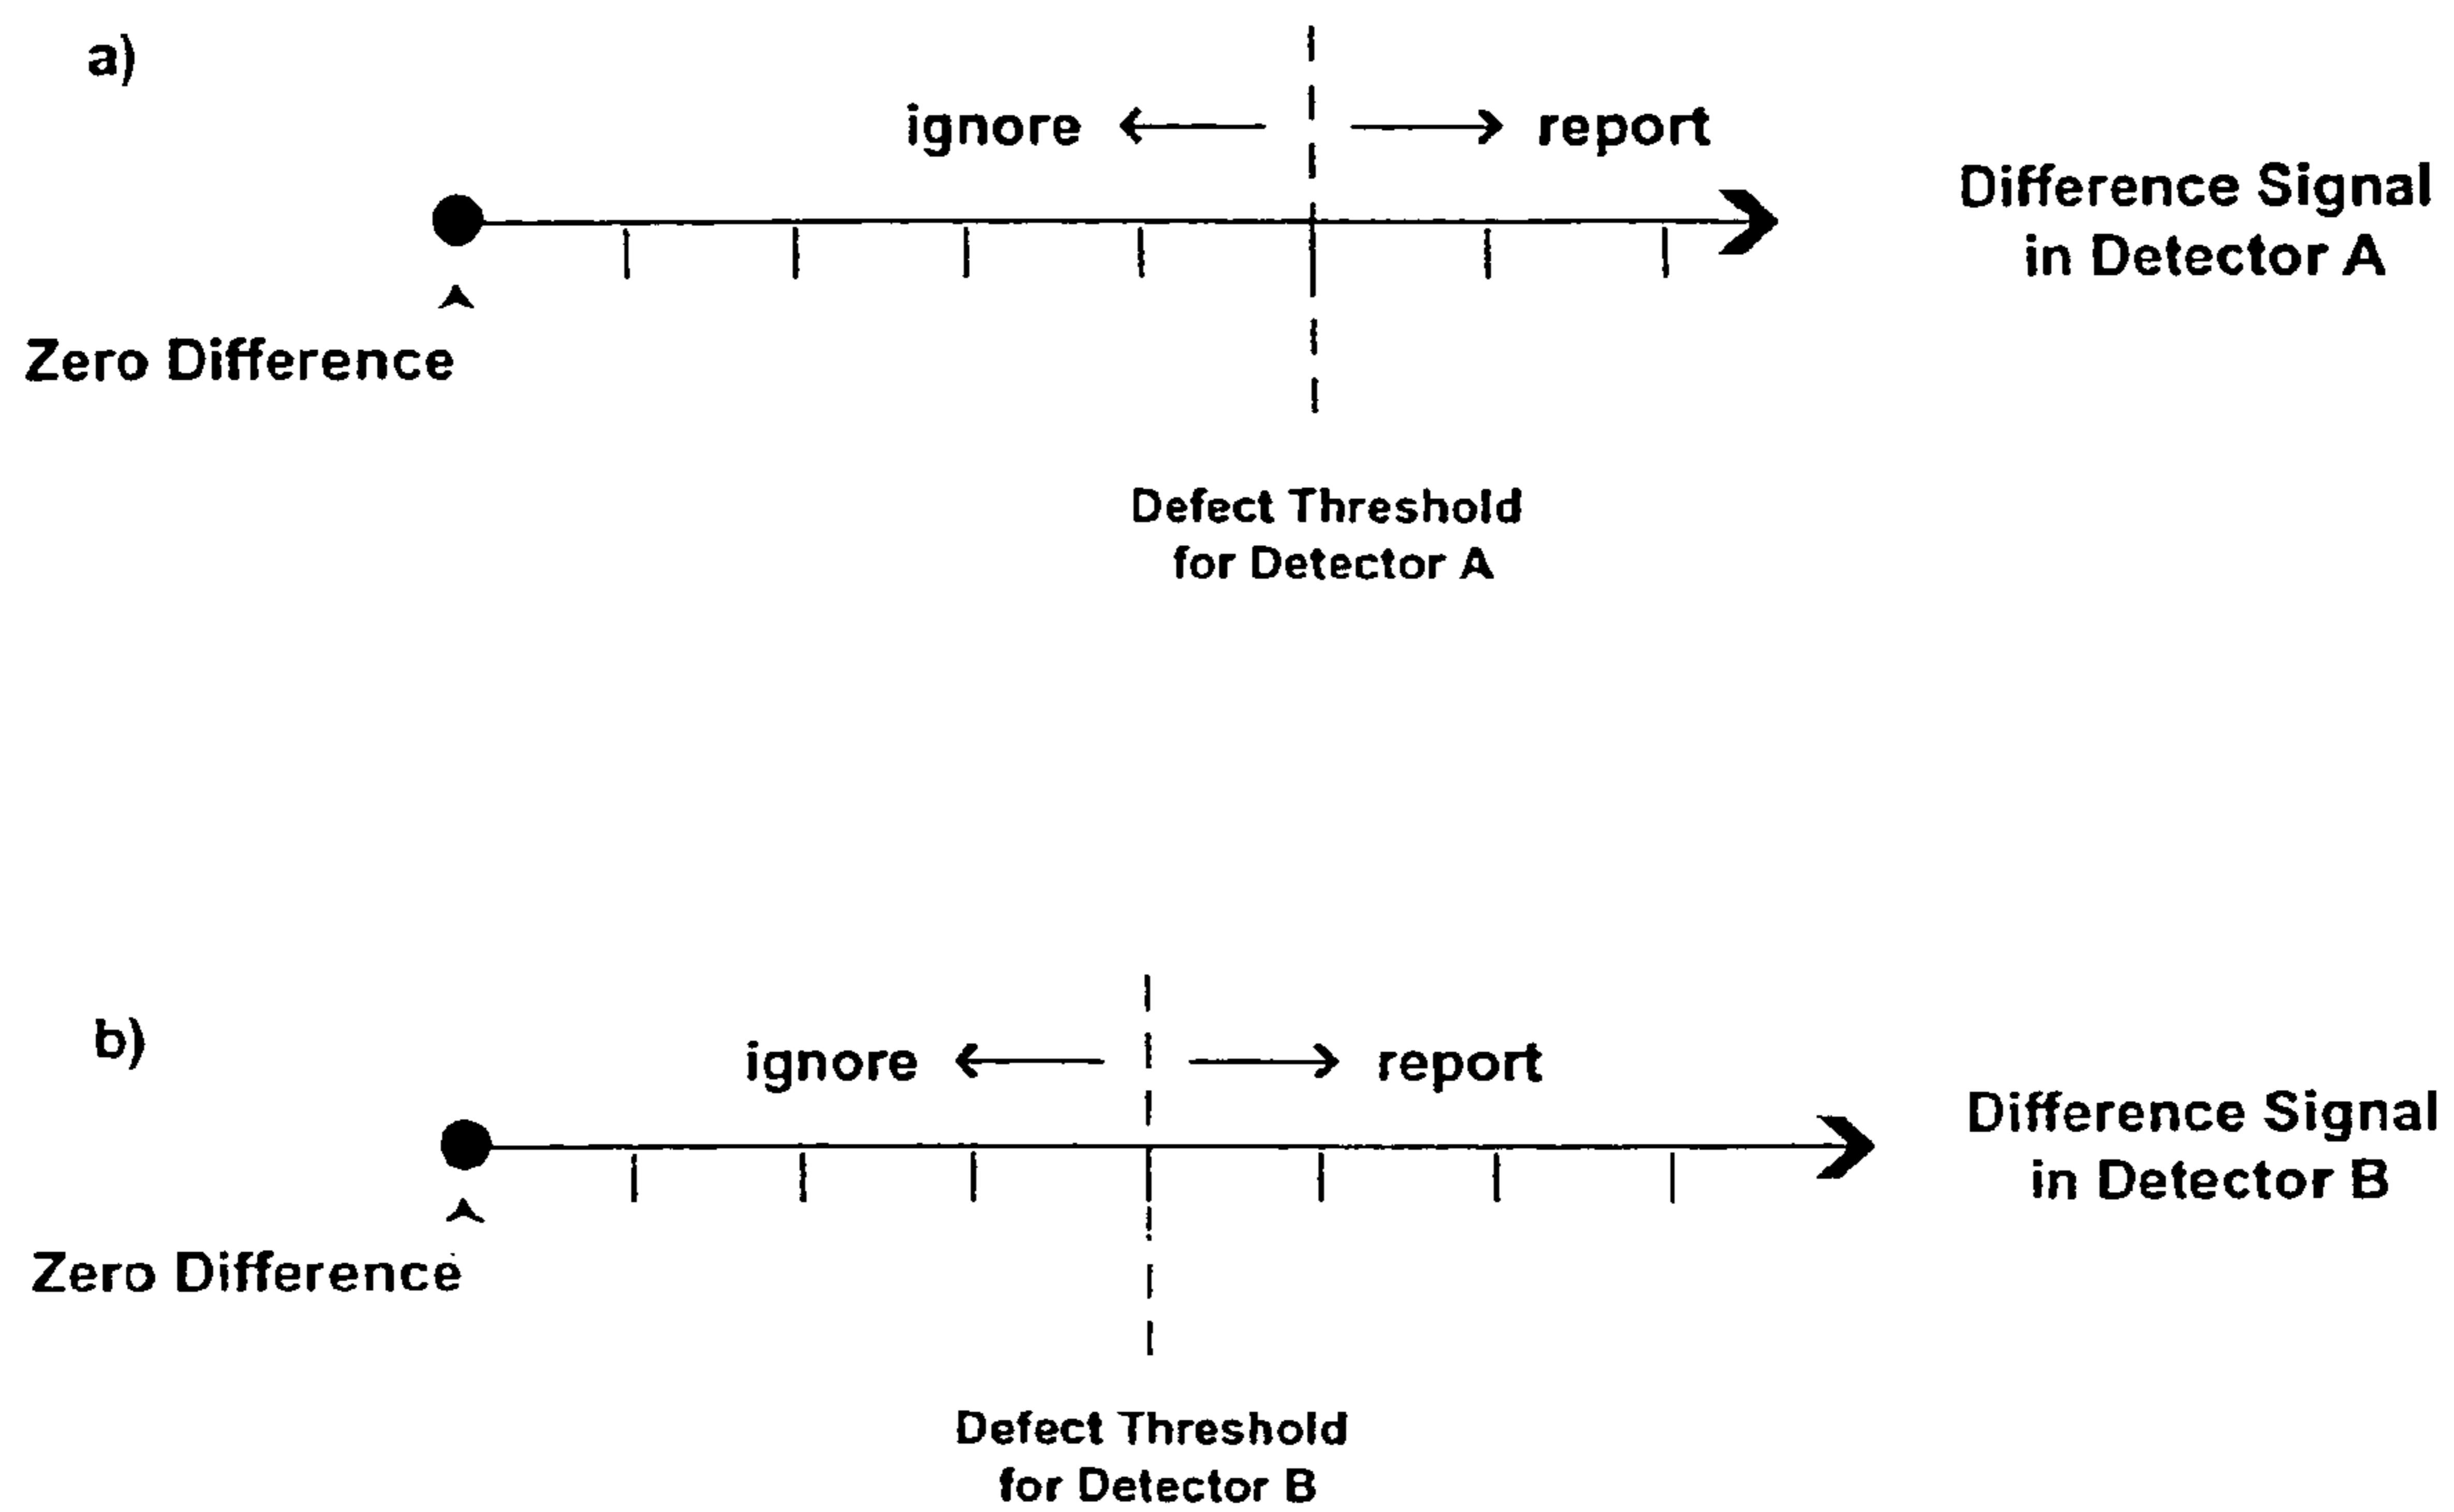 a)
ignore
report
Difference Signal
in Detector A
Zero Difference
Defect Threshold
for Detector A
b)
ignore
report
Difference Signal
in Detector B
Zero Difference
Defect Threshold
for Detector B